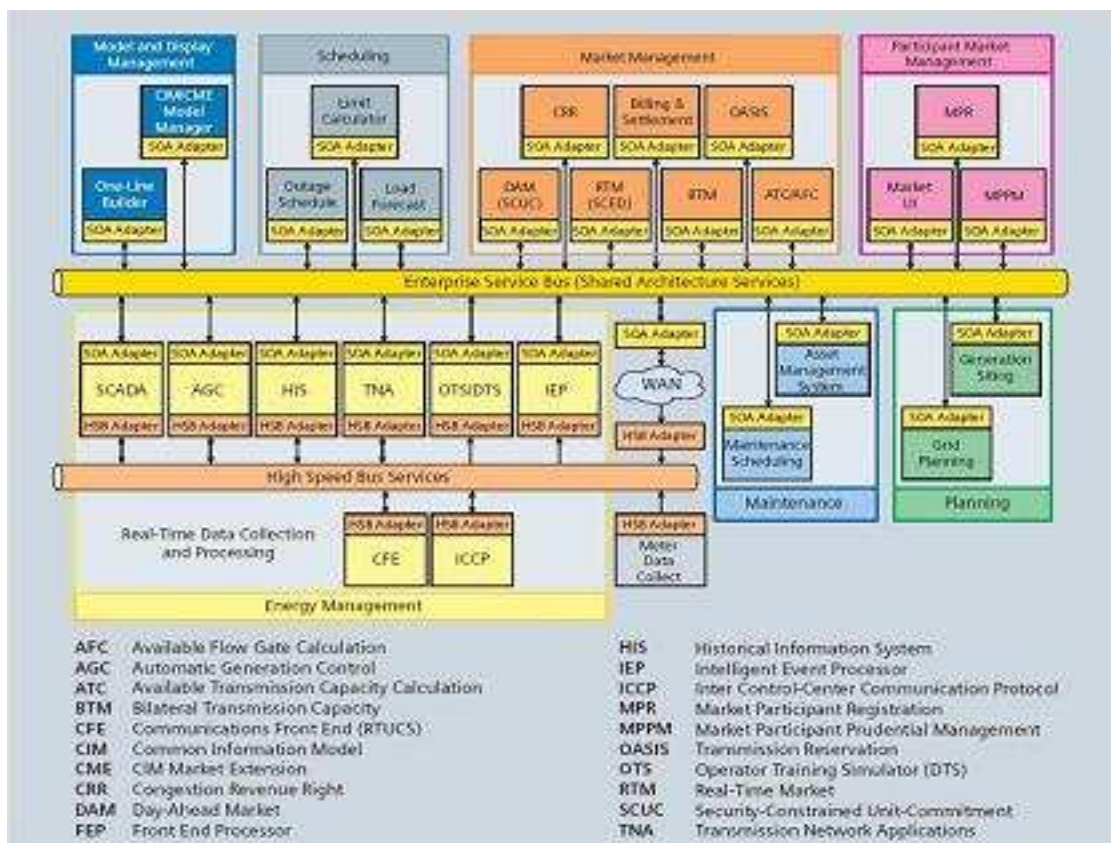 Model and Display
Management
CIM/CME
Model
Manager
SOA Adapter
One-Line
Builder
SOA Adapter
Scheduling
Limit
Calculator
SOA Adapter
Outage
Schedule
SOA Adapter
Load
Forecast
SOA Adapter
Market Management
CRR
SOA Adapter
Billing &
Settlement
SOA Adapter
OASIS
SOA Adapter
DAM
(SCUC)
SOA Adapter
RTM
(SCED)
SOA Adapter
BTM
SOA Adapter
ATC/AFC
SOA Adapter
Participant Market
Management
MPR
SOA Adapter
Market
UI
SOA Adapter
MPPM
SOA Adapter
Enterprise Service Bus (Shared Architecture Services)
SOA Adapter
SCADA
HSB Adapter
SOA Adapter
AGC
HSB Adapter
SOA Adapter
HIS
HSB Adapter
SOA Adapter
TNA
HSB Adapter
SOA Adapter
OTS/DTS
HSB Adapter
SOA Adapter
IEP
HSB Adapter
SOA Adapter
WAN
HSB Adapter
SOA Adapter
Asset
Management
System
SOA Adapter
Maintenance
Scheduling
Maintenance
SOA Adapter
Generation
Siting
SOA Adapter
Grid
Planning
Planning
High Speed Bus Services
Real-Time Data Collection
and Processing
HSB Adapter
CFE
HSB Adapter
ICCP
HSB Adapter
Meter
Data
Collect
Energy Management
AFC Available Flow Gate Calculation
AGC Automatic Generation Control
ATC Available Transmission Capacity Calculation
BTM Bilateral Transmission Capacity
CFE Communications Front End (RTUCS)
CIM Common Information Model
CME CIM Market Extension
CRR Congestion Revenue Right
DAM Day-Ahead Market
FEP Front End Processor
HIS Historical Information System
IEP Intelligent Event Processor
ICCP Inter Control-Center Communication Protocol
MPR Market Participant Registration
MPPM Market Participant Prudential Management
OASIS Transmission Reservation
OTS Operator Training Simulator (DTS)
RTM Real-Time Market
SCUC Security-Constrained Unit-Commitment
TNA Transmission Network Applications